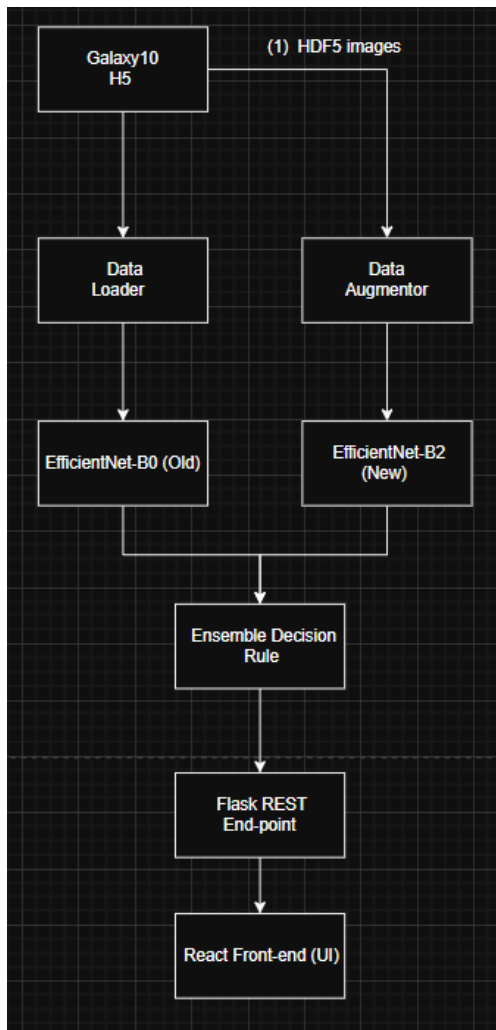 Galaxy10
H5
(1) HDF5 images
Data
Loader
Data
Augmentor
EfficientNet-B0 (Old)
EfficientNet-B2
(New)
Ensemble Decision
Rule
Flask REST
End-point
React Front-end (UI)